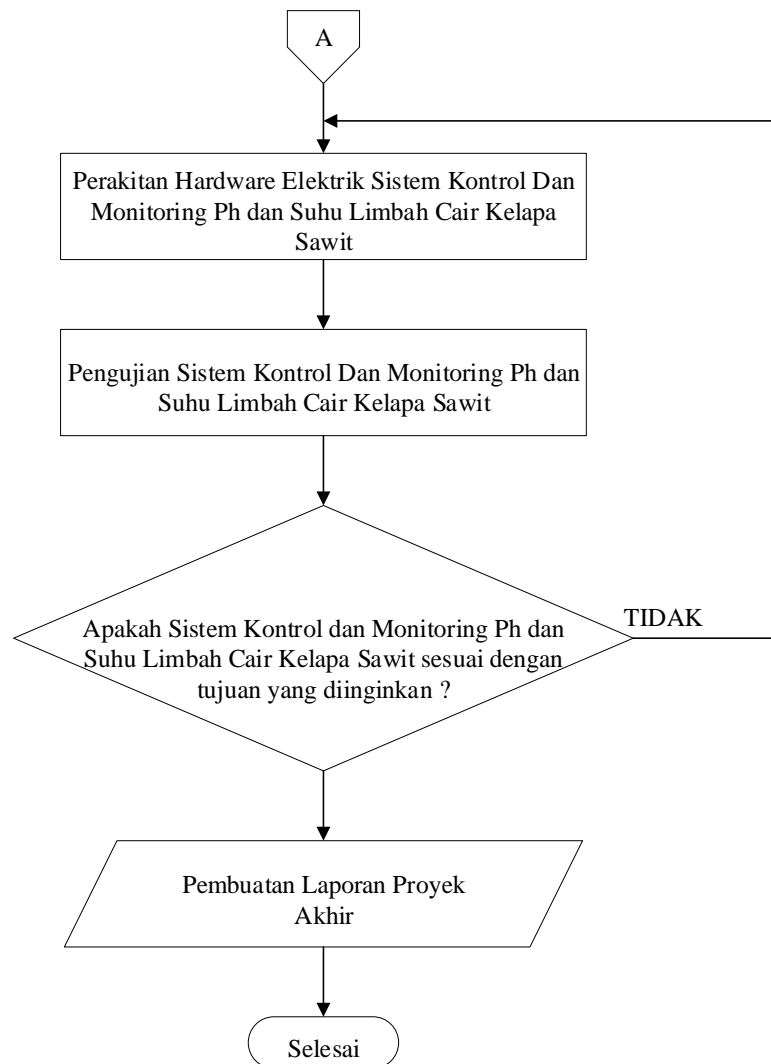 A
Perakitan Hardware Elektrik Sistem Kontrol Dan
Monitoring Ph dan Suhu Limbah Cair Kelapa
Sawit
Pengujian Sistem Kontrol Dan Monitoring Ph dan
Suhu Limbah Cair Kelapa Sawit
Apakah Sistem Kontrol dan Monitoring Ph dan
Suhu Limbah Cair Kelapa Sawit sesuai dengan
tujuan yang diinginkan ?
TIDAK
Pembuatan Laporan Proyek
Akhir
Selesai